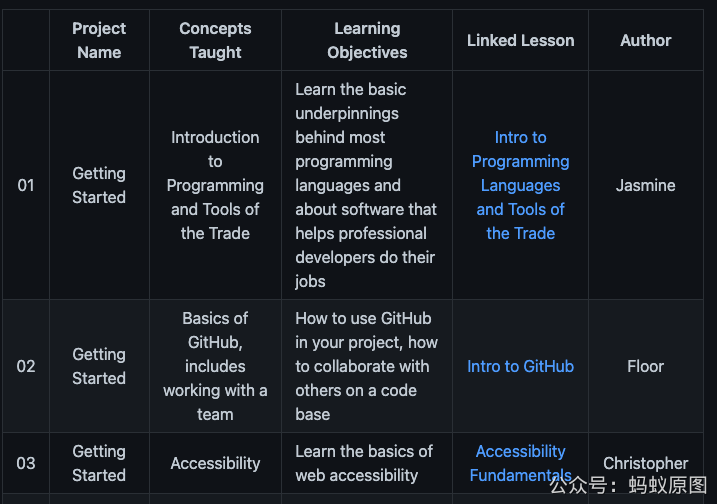 Project Name
Concepts Taught
Learning Objectives
Linked Lesson
Author
01
Getting Started
Introduction to Programming and Tools of the Trade
Learn the basic underpinnings behind most programming languages and about software that helps professional developers do their jobs
Intro to Programming Languages and Tools of the Trade
Jasmine
02
Getting Started
Basics of GitHub, includes working with a team
How to use GitHub in your project, how to collaborate with others on a code base
Intro to GitHub
Floor
03
Getting Started
Accessibility
Learn the basics of web accessibility
Accessibility Fundamentals
Christopher
公众号：蚂蚁原图